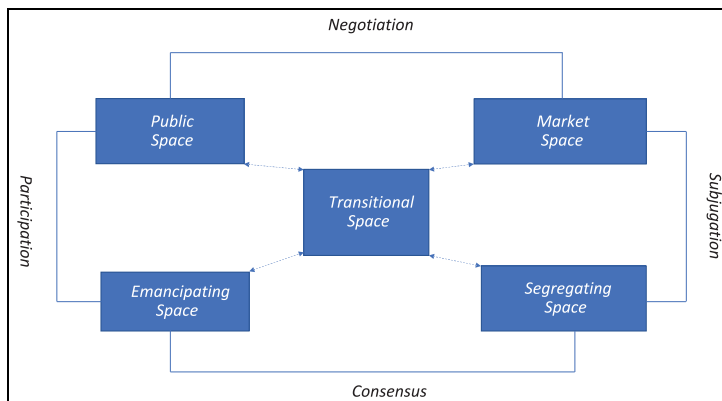 Negotiation
Public
Space
Market
Space
Participation
Transitional
Space
Subjugation
Emancipating
Space
Segregating
Space
Consensus